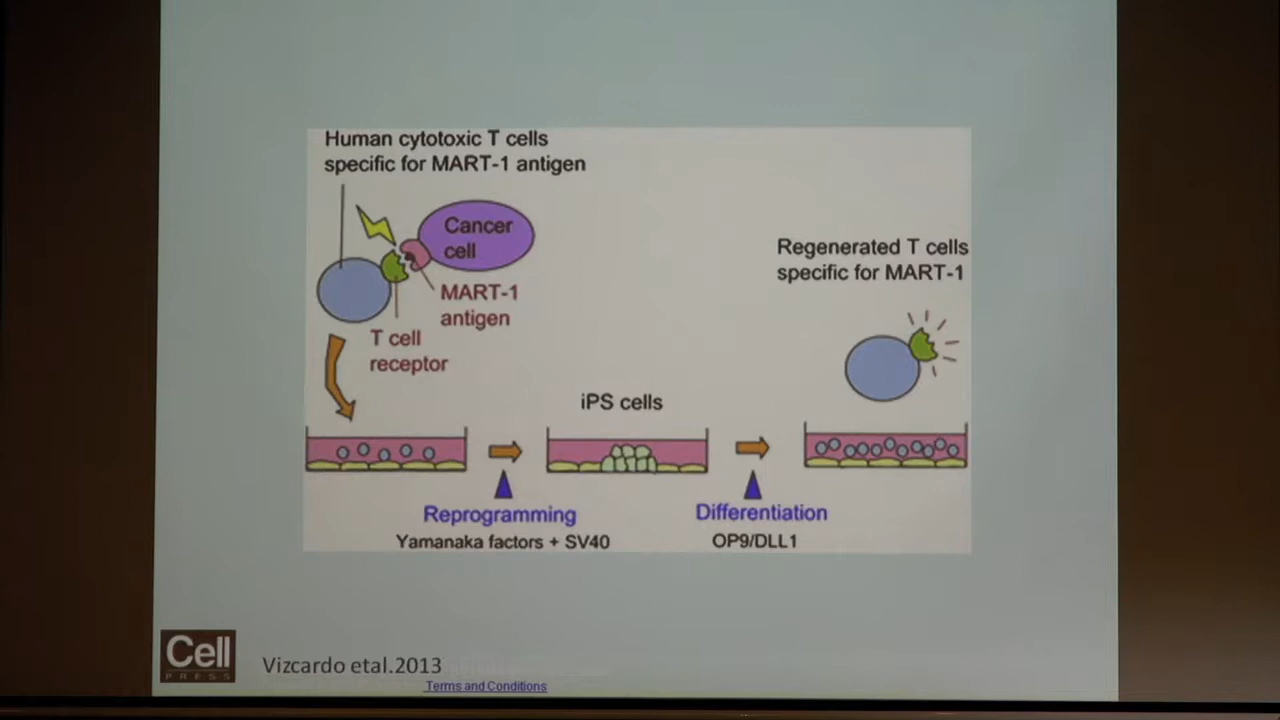 Human cytotoxic T cells
specific for MART-1 antigen
Cancer
cell
MART-1
antigen
T cell
receptor
Regenerated T cells
specific for MART-1
iPS cells
Reprogramming
Yamanaka factors + SV40
Differentiation
OP9/DLL1
Cell
PRESS
Vizcardo etal.2013
Terms and Conditions